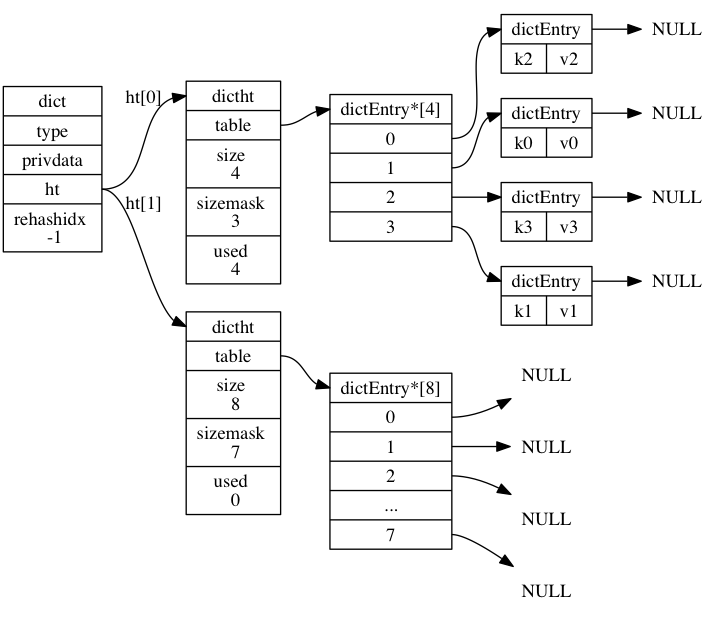 dict
type
privdata
ht
rehashidx
-1
ht[0]
ht[1]
dictht
table
size
4
sizemask
3
used
4
dictEntry*[4]
0
1
2
3
dictEntry
k2 v2
NULL
dictEntry
k0 v0
NULL
dictEntry
k3 v3
NULL
dictEntry
k1 v1
NULL
dictht
table
size
8
sizemask
7
used
0
dictEntry*[8]
0
1
2
...
7
NULL
NULL
NULL
NULL